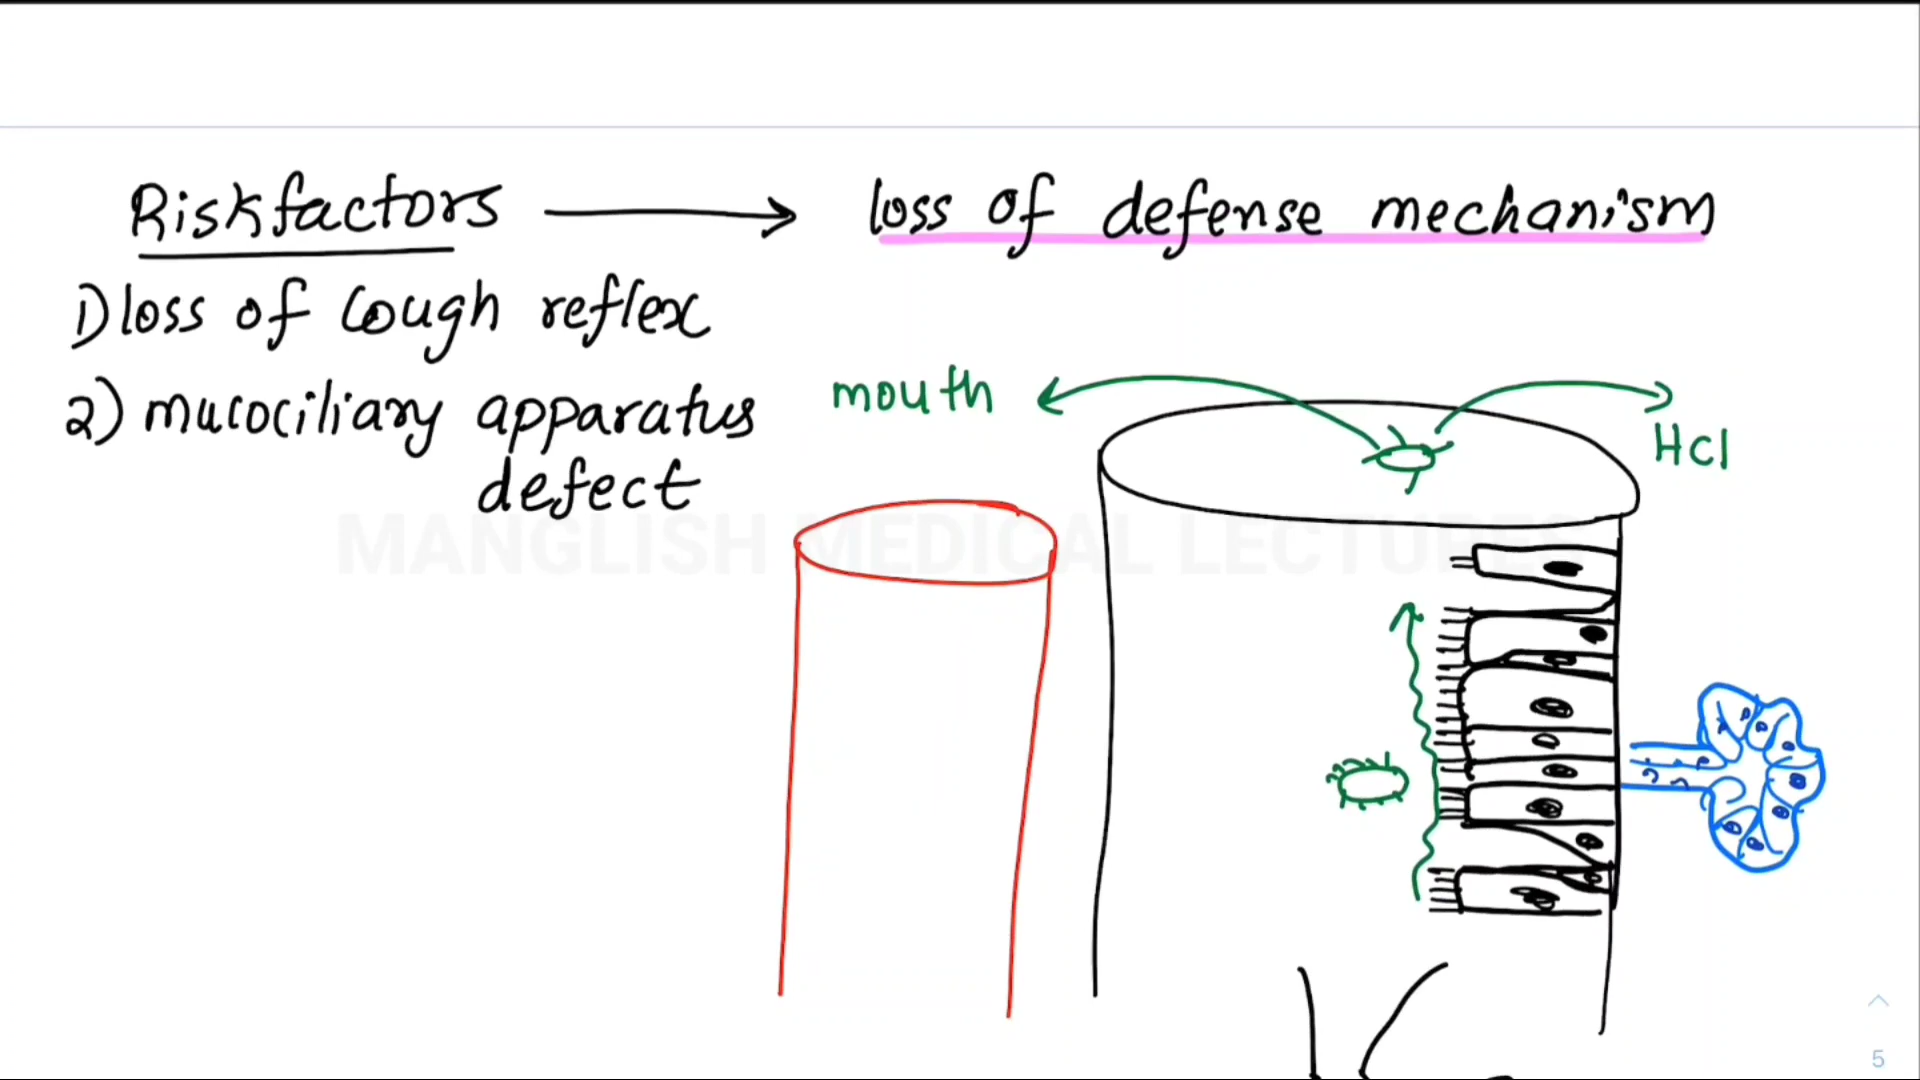 Riskfactors → loss of defense mechanism
1) loss of cough reflex
2) mucociliary apparatus
defect
mouth
HCl
MANGLISH MEDICAL LECTURES
5